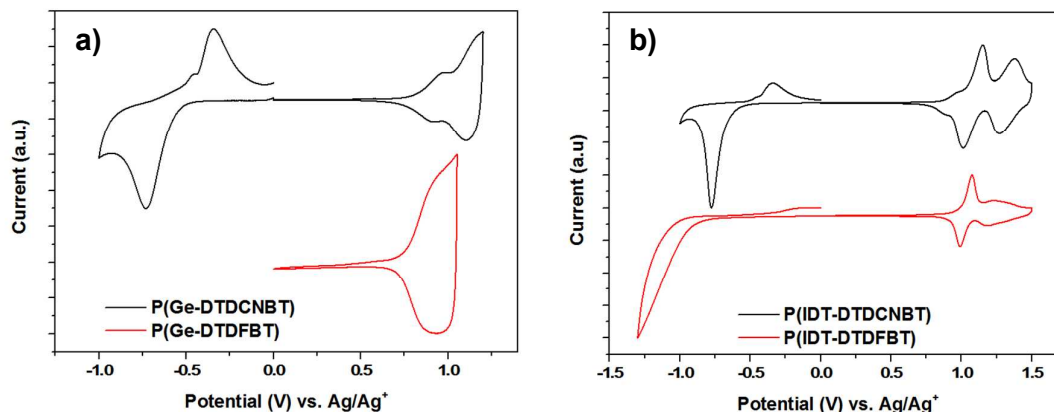 a)
Current (a.u.)
P(Ge-DTDCNBT)
P(Ge-DTDFBT)
-1.0 -0.5 0.0 0.5 1.0
Potential (V) vs. Ag/Ag⁺
b)
Current (a.u)
P(IDT-DTDCNBT)
P(IDT-DTDFBT)
-1.5 -1.0 -0.5 0.0 0.5 1.0 1.5
Potential (V) vs. Ag/Ag⁺